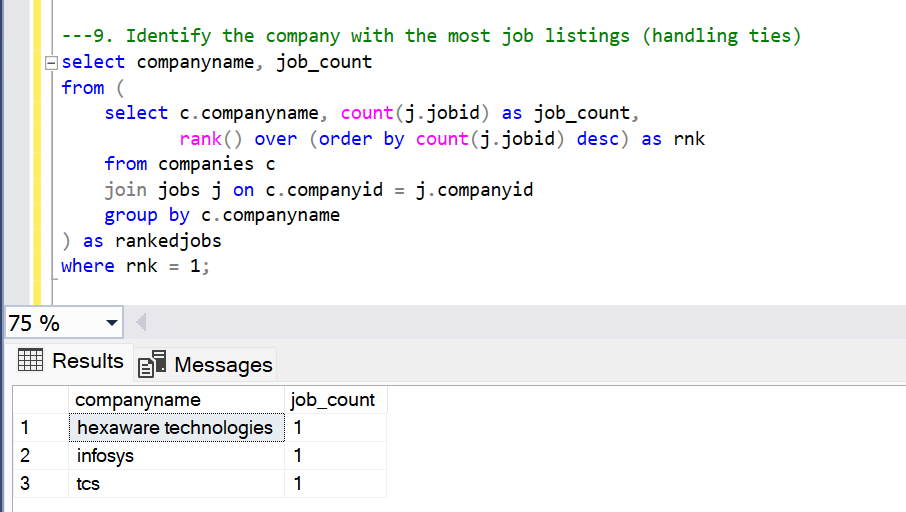 ---9. Identify the company with the most job listings (handling ties)
select companyname, job_count
from (
    select c.companyname, count(j.jobid) as job_count,
           rank() over (order by count(j.jobid) desc) as rnk
    from companies c
    join jobs j on c.companyid = j.companyid
    group by c.companyname
) as rankedjobs
where rnk = 1;
75 %
Results Messages
companyname job_count
1 hexaware technologies 1
2 infosys 1
3 tcs 1